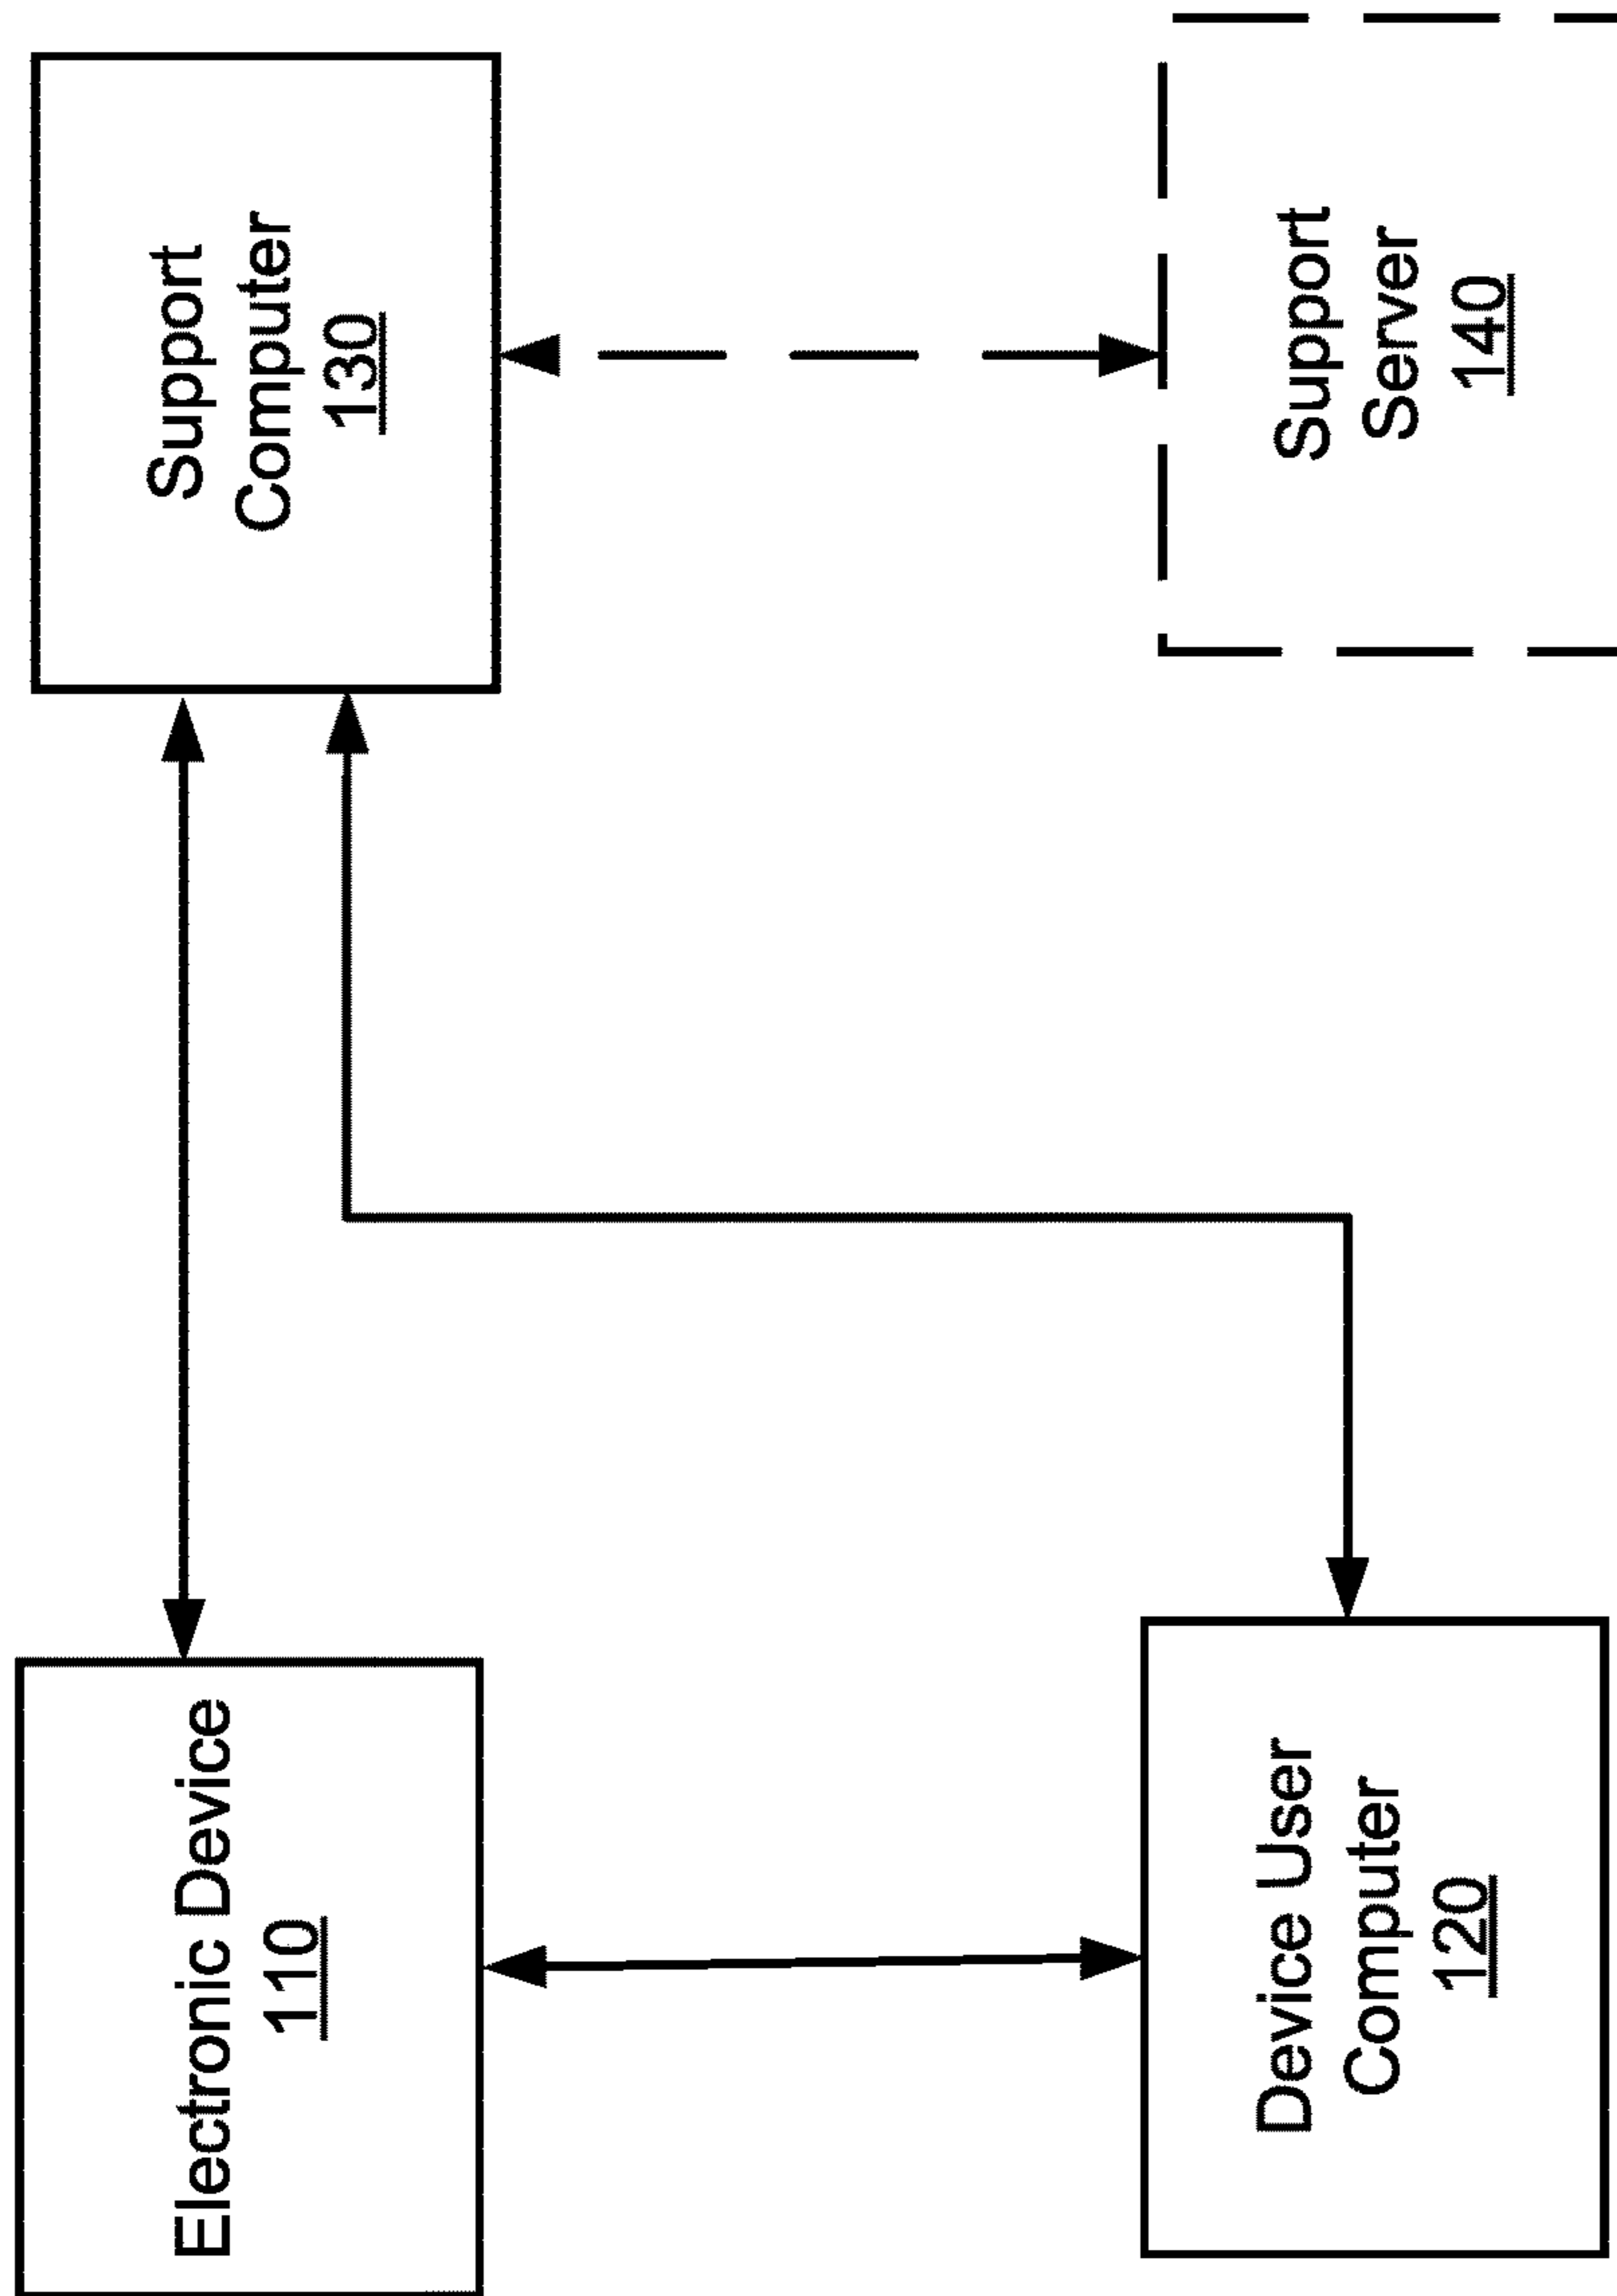 Electronic Device
110
Support
Computer
130
Device User
Computer
120
Support
Server
140